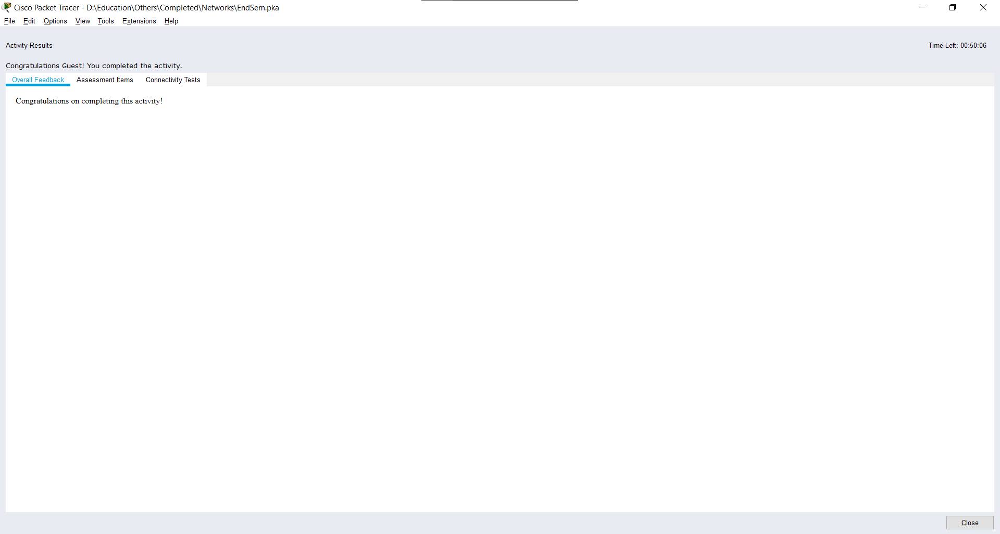 Cisco Packet Tracer - D:\Education\Others\Completed\Networks\EndSem.pka
File Edit Options View Tools Extensions Help
Activity Results Time Left: 00:50:06
Congratulations Guest! You completed the activity.
Overall Feedback Assessment Items Connectivity Tests
Congratulations on completing this activity!
Close